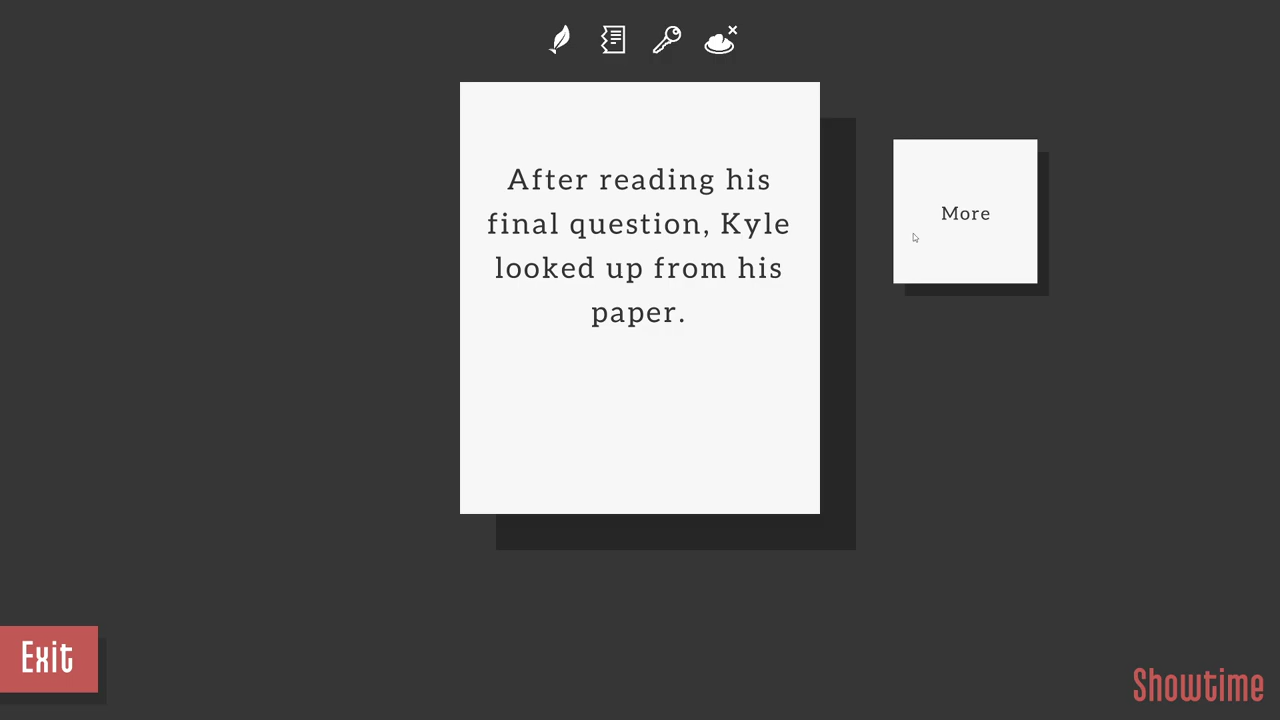 After reading his
final question, Kyle
looked up from his
paper.
More
Exit
Showtime